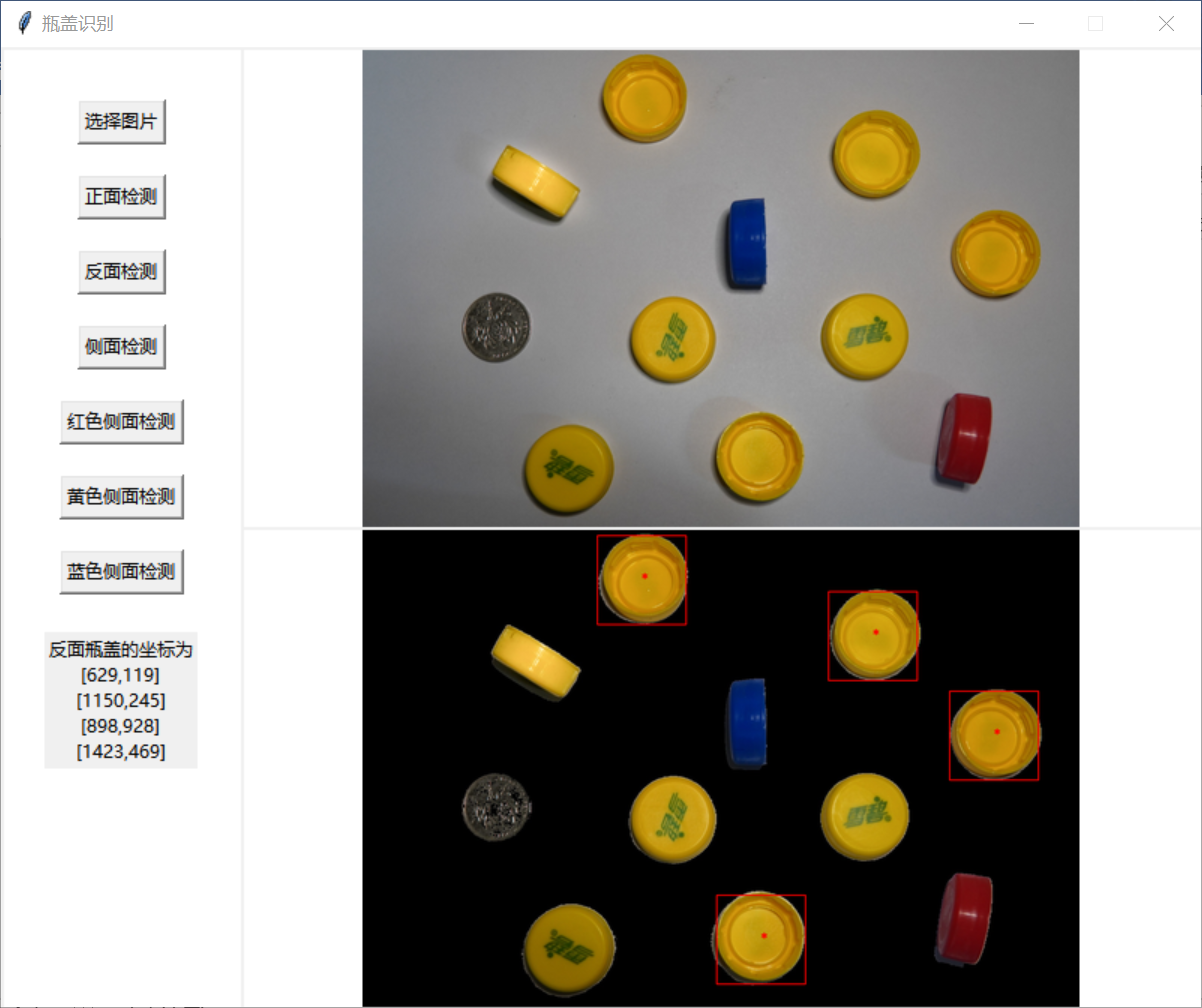 瓶盖识别
选择图片
正面检测
反面检测
侧面检测
红色侧面检测
黄色侧面检测
蓝色侧面检测
反面瓶盖的坐标为
[629,119]
[1150,245]
[898,928]
[1423,469]